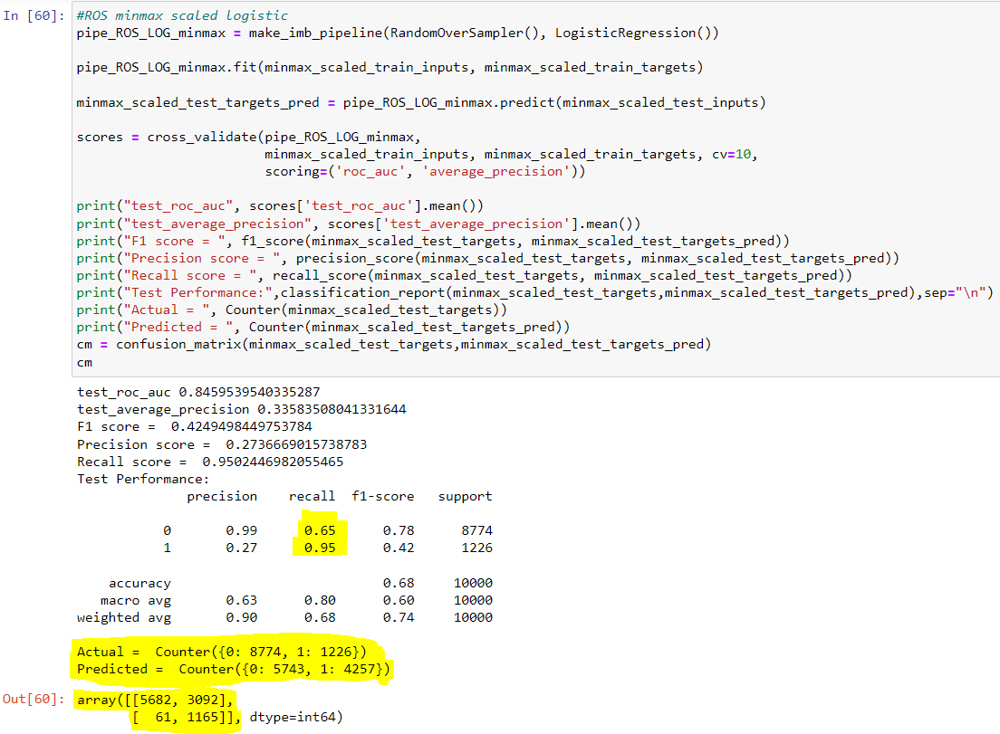 In [60]: #ROS minmax scaled logistic
pipe_ROS_LOG_minmax = make_imb_pipeline(RandomOverSampler(), LogisticRegression())
pipe_ROS_LOG_minmax.fit(minmax_scaled_train_inputs, minmax_scaled_train_targets)
minmax_scaled_test_targets_pred = pipe_ROS_LOG_minmax.predict(minmax_scaled_test_inputs)
scores = cross_validate(pipe_ROS_LOG_minmax,
minmax_scaled_train_inputs, minmax_scaled_train_targets, cv=10,
scoring=('roc_auc', 'average_precision'))
print("test_roc_auc", scores['test_roc_auc'].mean())
print("test_average_precision", scores['test_average_precision'].mean())
print("F1 score = ", f1_score(minmax_scaled_test_targets, minmax_scaled_test_targets_pred))
print("Precision score = ", precision_score(minmax_scaled_test_targets, minmax_scaled_test_targets_pred))
print("Recall score = ", recall_score(minmax_scaled_test_targets, minmax_scaled_test_targets_pred))
print("Test Performance:",classification_report(minmax_scaled_test_targets,minmax_scaled_test_targets_pred),sep="\n")
print("Actual = ", Counter(minmax_scaled_test_targets))
print("Predicted = ", Counter(minmax_scaled_test_targets_pred))
cm = confusion_matrix(minmax_scaled_test_targets,minmax_scaled_test_targets_pred)
cm
test_roc_auc 0.8459539540335287
test_average_precision 0.33583508041331644
F1 score =  0.4249498449753784
Precision score =  0.2736669015738783
Recall score =  0.9502446982055465
Test Performance:
precision recall f1-score support
0 0.99 0.65 0.78 8774
1 0.27 0.95 0.42 1226
accuracy 0.68 10000
macro avg 0.63 0.80 0.60 10000
weighted avg 0.90 0.68 0.74 10000
Actual =  Counter({0: 8774, 1: 1226})
Predicted =  Counter({0: 5743, 1: 4257})
Out[60]: array([[5682, 3092],
[  61, 1165]], dtype=int64)